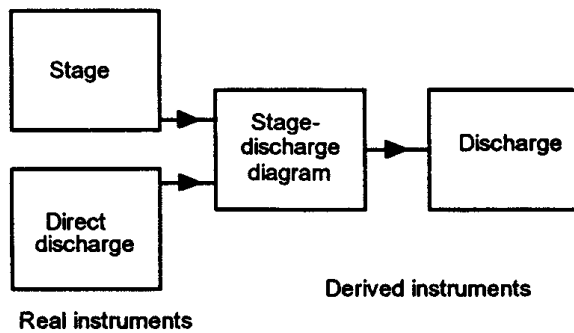 Stage
Stage-
discharge
diagram
Discharge
Direct
discharge
Derived instruments
Real instruments